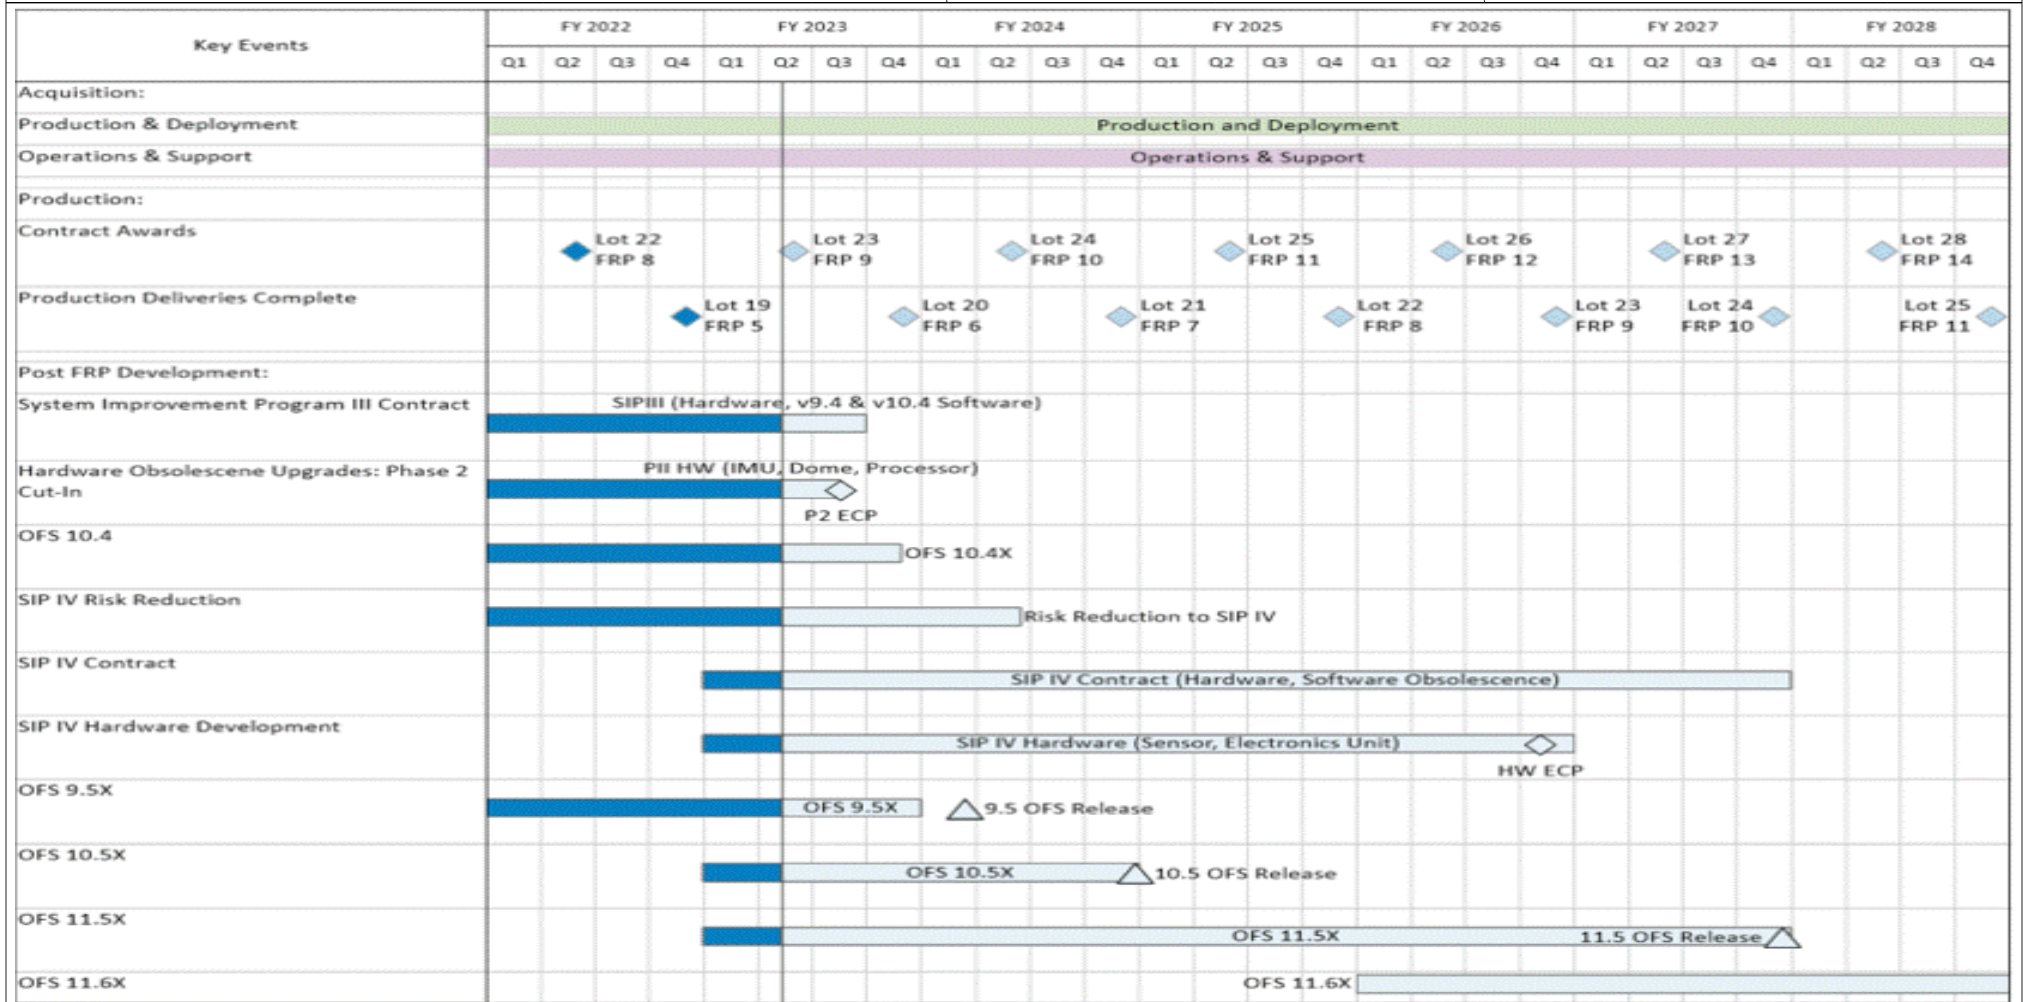 Key Events
FY 2022 FY 2023 FY 2024 FY 2025 FY 2026 FY 2027 FY 2028
Q1 Q2 Q3 Q4 Q1 Q2 Q3 Q4 Q1 Q2 Q3 Q4 Q1 Q2 Q3 Q4 Q1 Q2 Q3 Q4 Q1 Q2 Q3 Q4 Q1 Q2 Q3 Q4
Acquisition:
Production & Deployment
Production and Deployment
Operations & Support
Operations & Support
Production:
Contract Awards
Lot 22
FRP 8
Lot 23
FRP 9
Lot 24
FRP 10
Lot 25
FRP 11
Lot 26
FRP 12
Lot 27
FRP 13
Lot 28
FRP 14
Production Deliveries Complete
Lot 19
FRP 5
Lot 20
FRP 6
Lot 21
FRP 7
Lot 22
FRP 8
Lot 23
FRP 9
Lot 24
FRP 10
Lot 25
FRP 11
Post FRP Development:
System Improvement Program III Contract
SIPIII (Hardware, v9.4 & v10.4 Software)
Hardware Obsolescene Upgrades: Phase 2
Cut-In
PII HW (IMU, Dome, Processor)
P2 ECP
OFS 10.4
OFS 10.4X
SIP IV Risk Reduction
Risk Reduction to SIP IV
SIP IV Contract
SIP IV Contract (Hardware, Software Obsolescence)
SIP IV Hardware Development
SIP IV Hardware (Sensor, Electronics Unit)
HW ECP
OFS 9.5X
OFS 9.5X
9.5 OFS Release
OFS 10.5X
OFS 10.5X
10.5 OFS Release
OFS 11.5X
OFS 11.5X
11.5 OFS Release
OFS 11.6X
OFS 11.6X